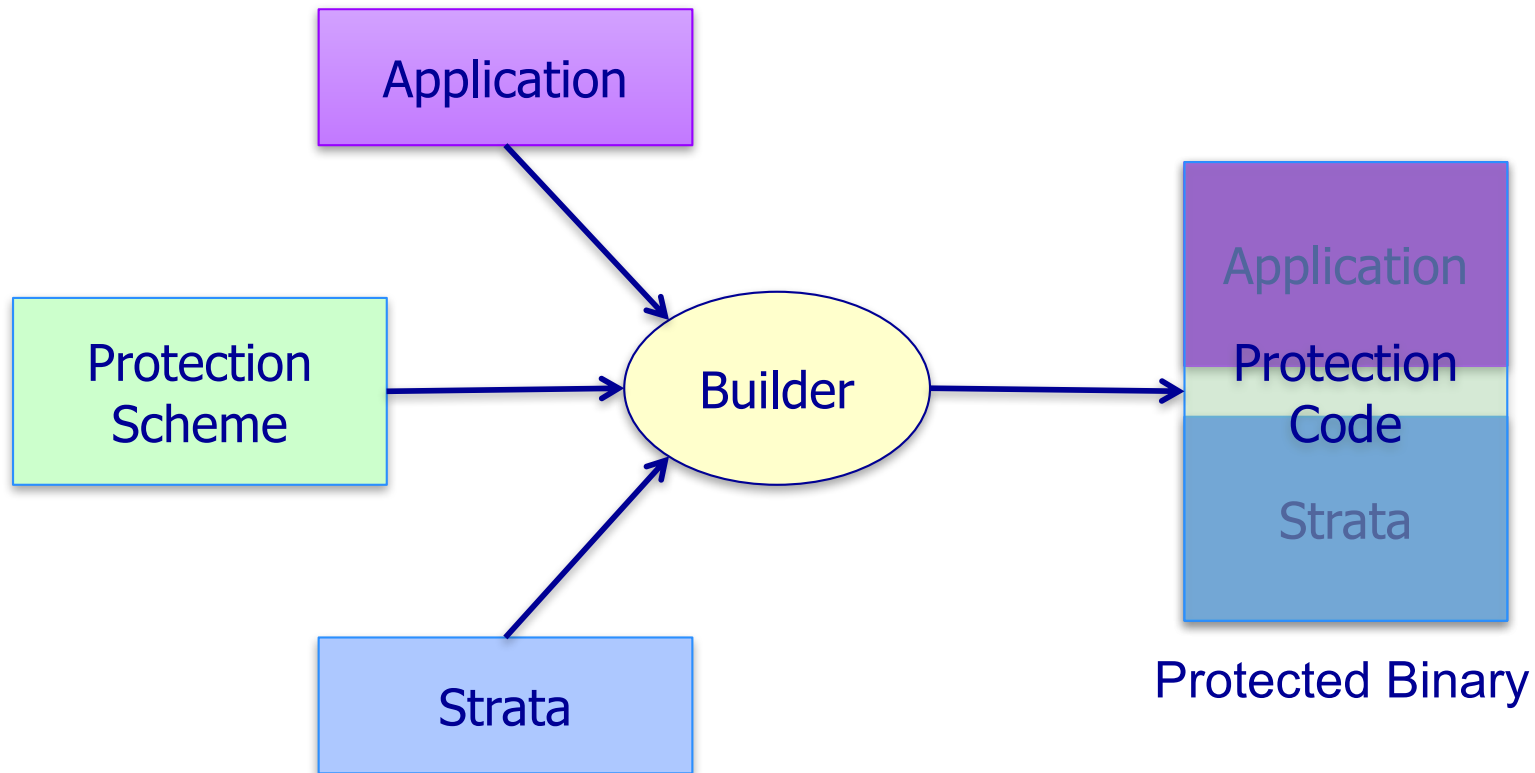 Application
Protection
Scheme
Builder
Strata
Application
Protection
Code
Strata
Protected Binary